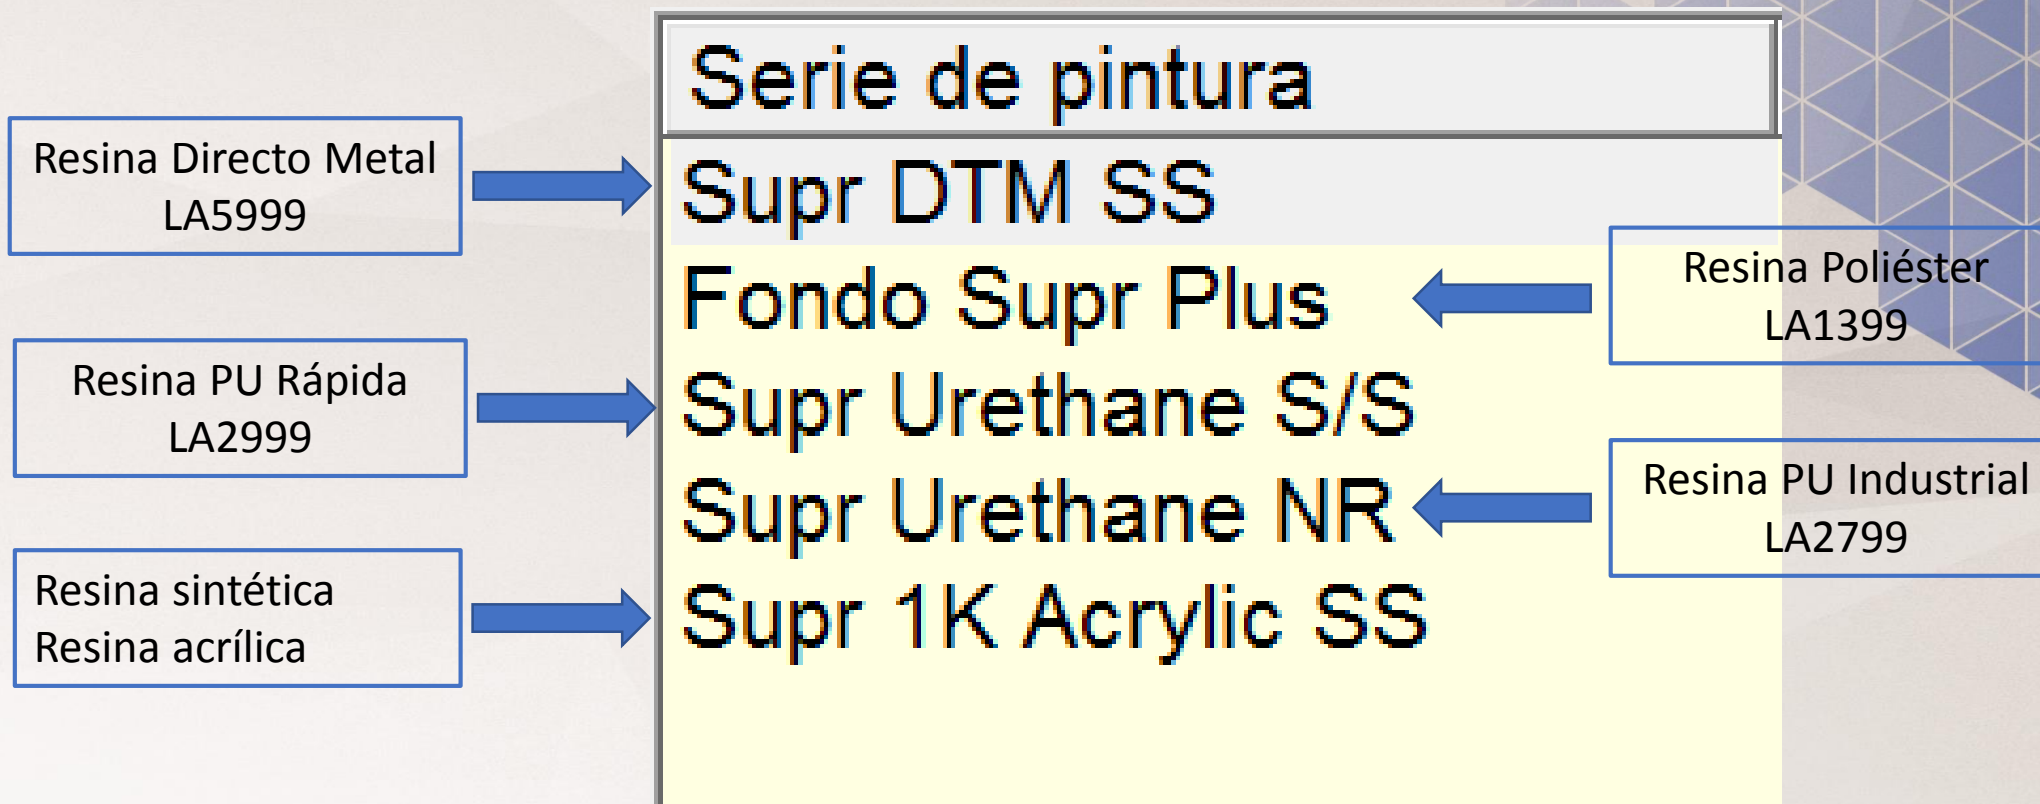 Serie de pintura
Resina Directo Metal
LA5999
Supr DTM SS
Fondo Supr Plus
Resina Poliéster
LA1399
Resina PU Rápida
LA2999
Supr Urethane S/S
Supr Urethane NR
Resina PU Industrial
LA2799
Resina sintética
Resina acrílica
Supr 1K Acrylic SS